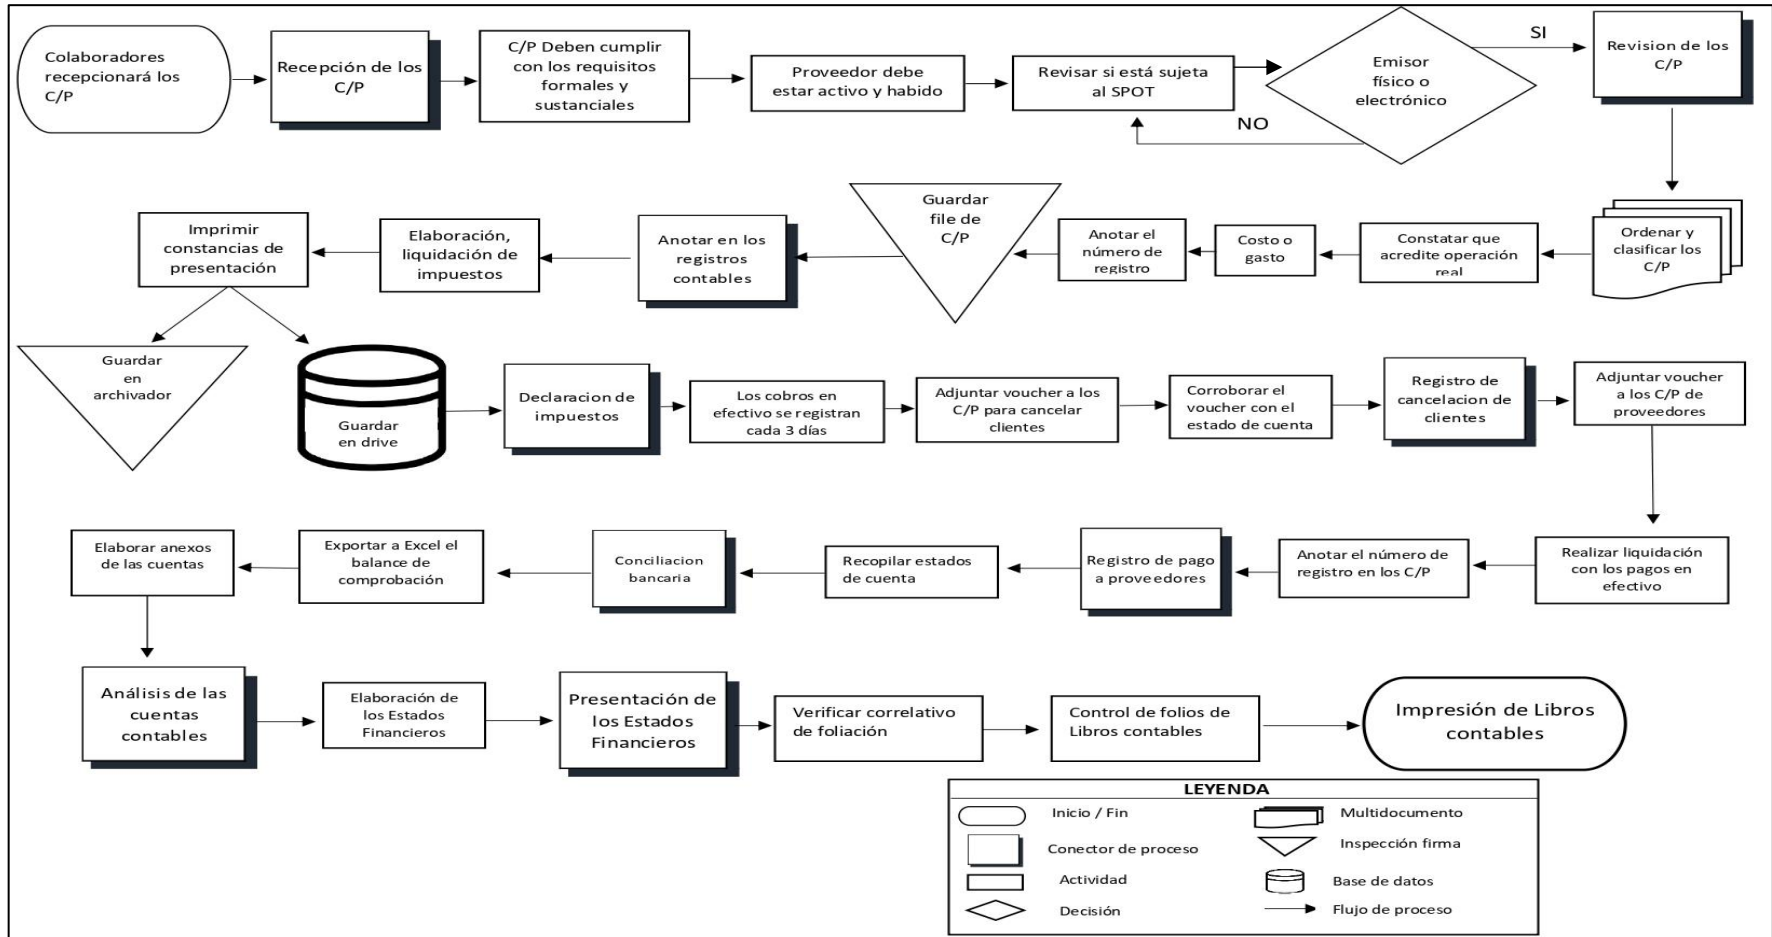 Colaboradores
recepcionará los
C/P
Recepción de los
C/P
C/P Deben cumplir
con los requisitos
formales y
sustanciales
Proveedor debe
estar activo y habido
Revisar si está sujeta
al SPOT
Emisor
físico o
electrónico
SI
NO
Revision de los
C/P
Ordenar y
clasificar los
C/P
Constatar que
acredite operación
real
Costo o
gasto
Anotar el
número de
registro
Guardar
file de
C/P
Anotar en los
registros
contables
Elaboración,
liquidación de
impuestos
Imprimir
constancias de
presentación
Guardar
en
archivador
Guardar
en drive
Declaracion de
impuestos
Los cobros en
efectivo se registran
cada 3 días
Adjuntar voucher a los
C/P para cancelar
clientes
Corroborar el
voucher con el
estado de cuenta
Registro de
cancelacion de
clientes
Adjuntar voucher
a los C/P de
proveedores
Realizar liquidación
con los pagos en
efectivo
Anotar el número de
registro en los C/P
Registro de pago
a proveedores
Recopilar estados
de cuenta
Conciliacion
bancaria
Exportar a Excel el
balance de
comprobación
Elaborar anexos
de las cuentas
Análisis de las
cuentas
contables
Elaboración de
los Estados
Financieros
Presentación de
los Estados
Financieros
Verificar correlativo
de foliación
Control de folios de
Libros contables
Impresión de Libros
contables
LEYENDA
Inicio / Fin
Multidocumento
Conector de proceso
Inspección firma
Actividad
Base de datos
Decisión
Flujo de proceso